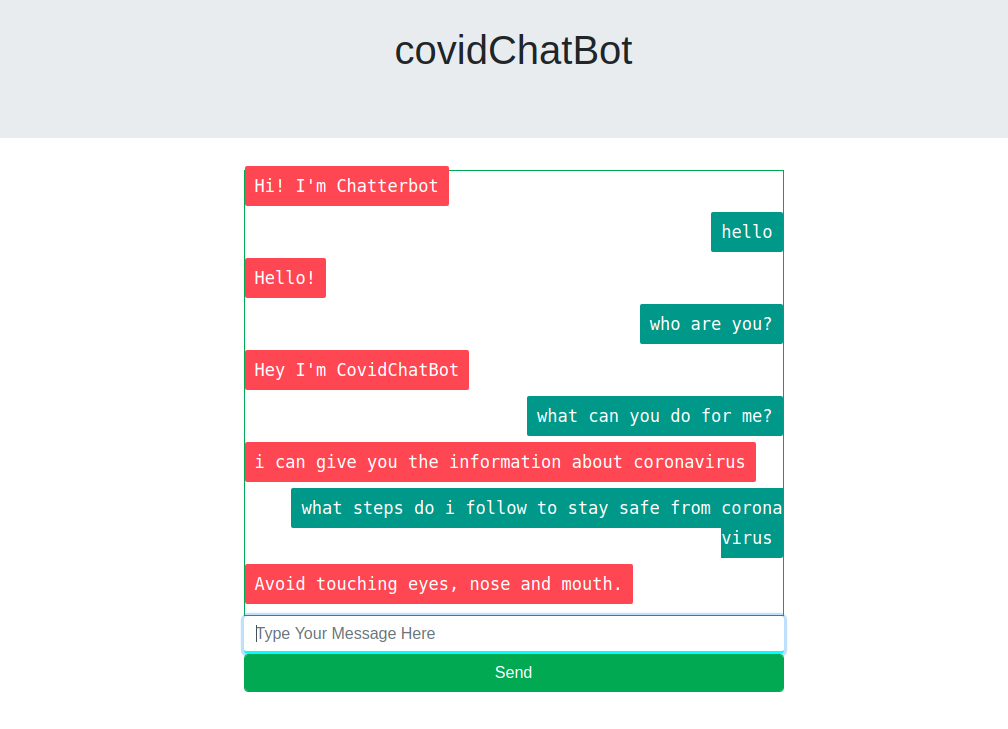 covidChatBot
Hi! I'm Chatterbot
hello
Hello!
who are you?
Hey I'm CovidChatBot
what can you do for me?
i can give you the information about coronavirus
what steps do i follow to stay safe from corona
virus
Avoid touching eyes, nose and mouth.
Type Your Message Here
Send